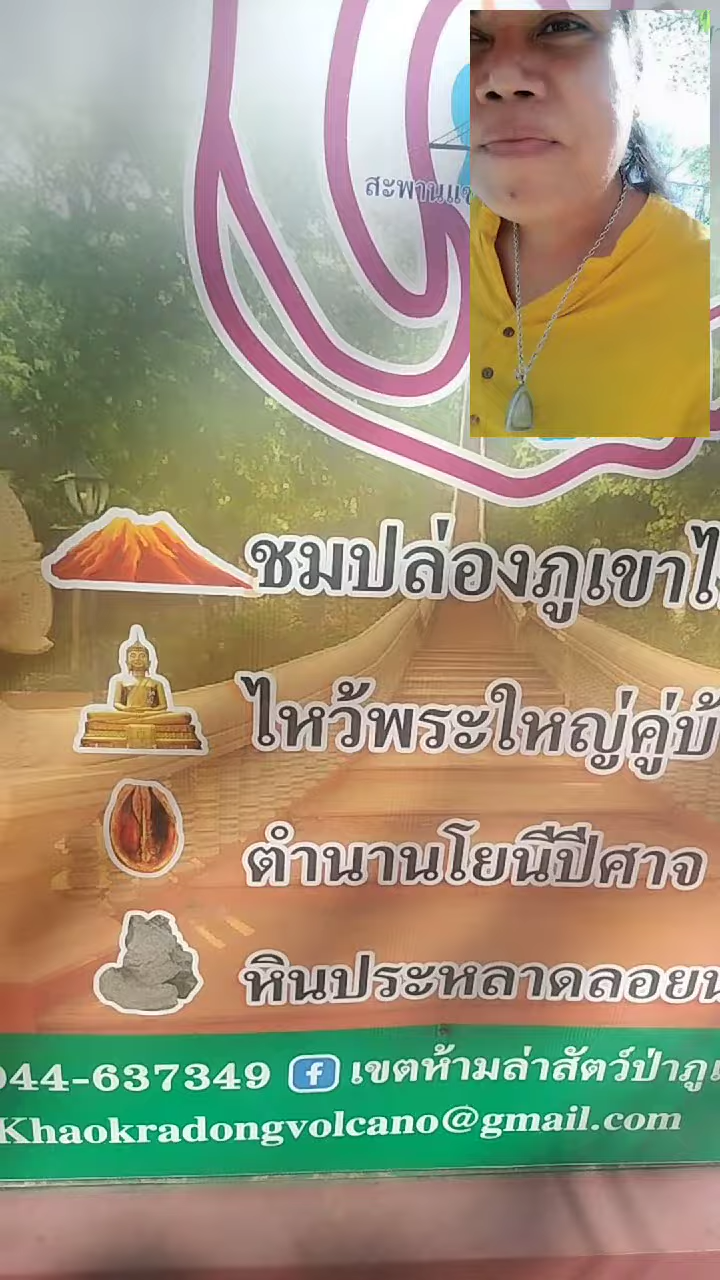 สะพานแข
ชมปล่องภูเขาไ
ไหว้พระใหญ่คู่บ้
ตำนานโยนีปีศาจ
หินประหลาดลอยน
044-637349 f เขตห้ามล่าสัตว์ป่าภูเ
Khaokradongvolcano@gmail.com